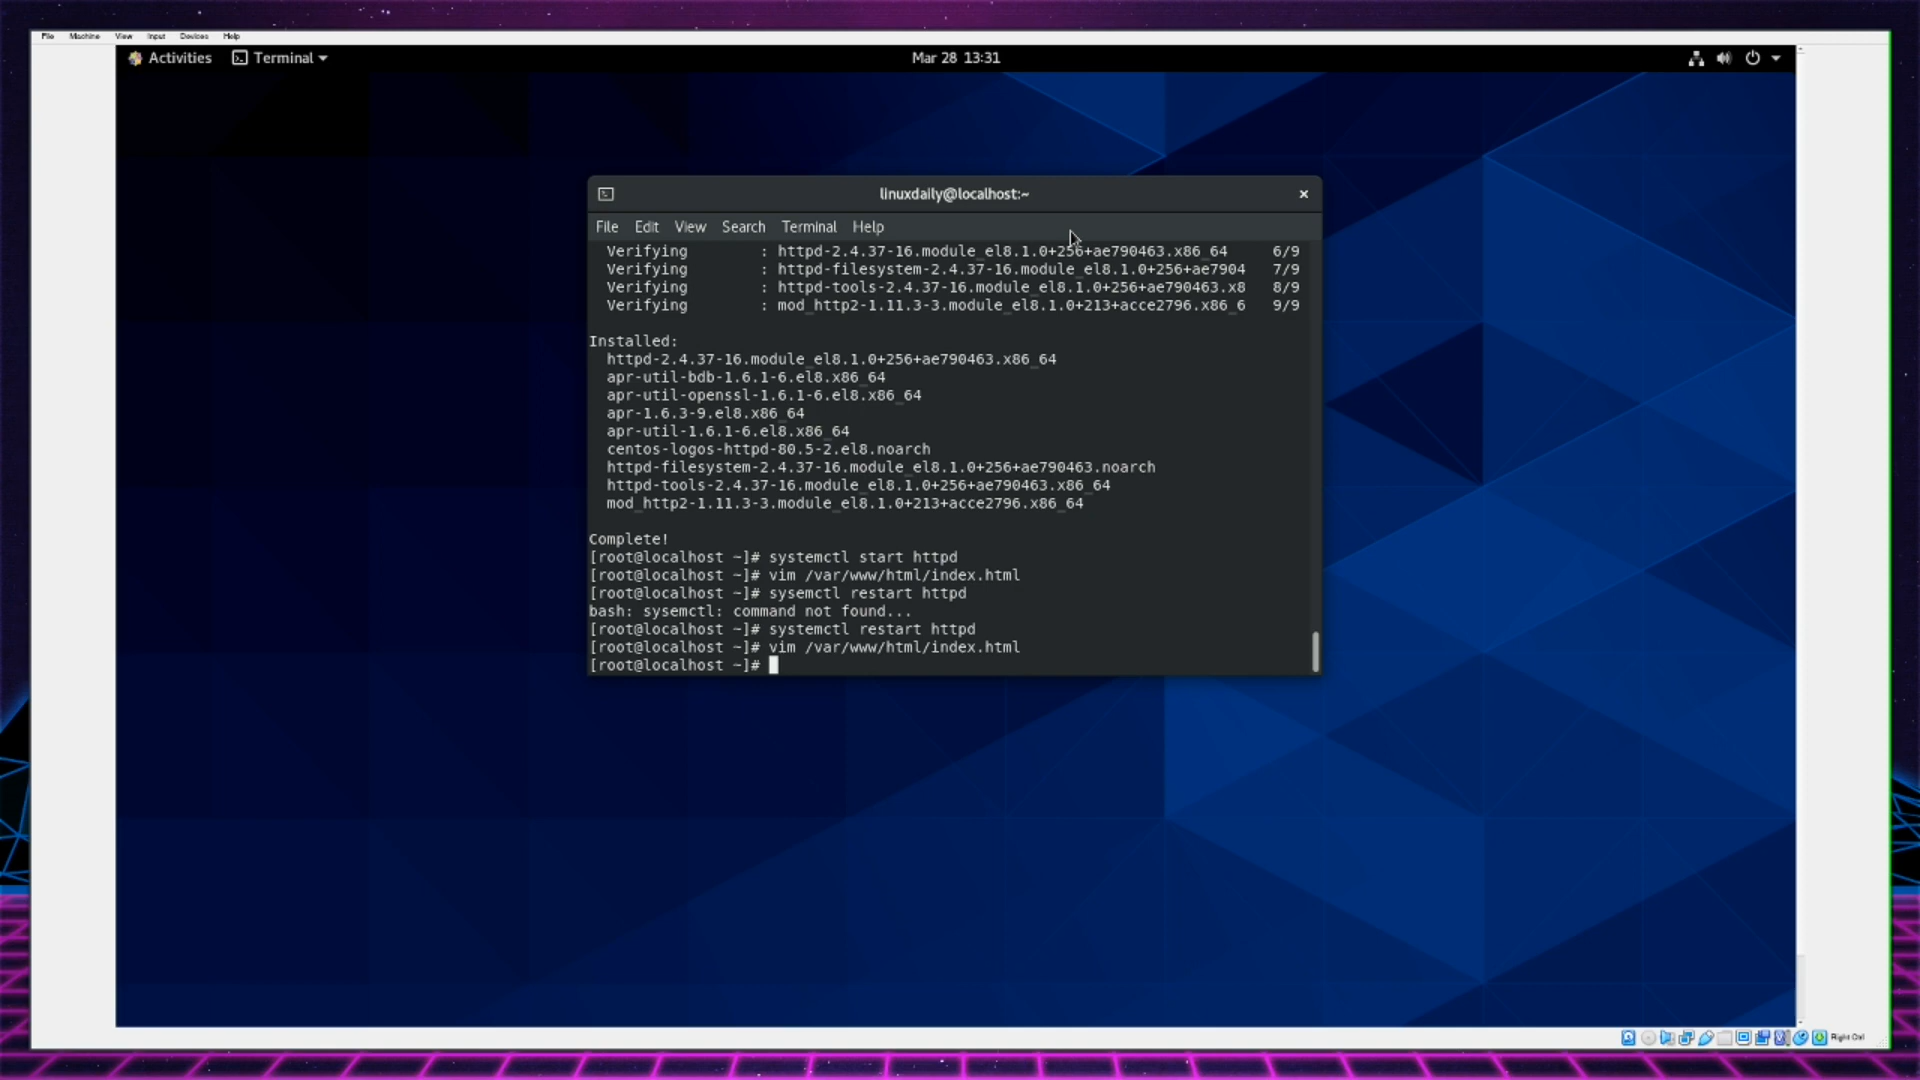 File Machine View Input Devices Help
Activities Terminal Mar 28 13:31
linuxdaily@localhost:~
File Edit View Search Terminal Help
Verifying : httpd-2.4.37-16.module_el8.1.0+256+ae790463.x86_64 6/9
Verifying : httpd-filesystem-2.4.37-16.module_el8.1.0+256+ae7904 7/9
Verifying : httpd-tools-2.4.37-16.module_el8.1.0+256+ae790463.x8 8/9
Verifying : mod_http2-1.11.3-3.module_el8.1.0+213+acce2796.x86_6 9/9
Installed:
httpd-2.4.37-16.module_el8.1.0+256+ae790463.x86_64
apr-util-bdb-1.6.1-6.el8.x86_64
apr-util-openssl-1.6.1-6.el8.x86_64
apr-1.6.3-9.el8.x86_64
apr-util-1.6.1-6.el8.x86_64
centos-logos-httpd-80.5-2.el8.noarch
httpd-filesystem-2.4.37-16.module_el8.1.0+256+ae790463.noarch
httpd-tools-2.4.37-16.module_el8.1.0+256+ae790463.x86_64
mod_http2-1.11.3-3.module_el8.1.0+213+acce2796.x86_64
Complete!
[root@localhost ~]# systemctl start httpd
[root@localhost ~]# vim /var/www/html/index.html
[root@localhost ~]# sysemctl restart httpd
bash: sysemctl: command not found...
[root@localhost ~]# systemctl restart httpd
[root@localhost ~]# vim /var/www/html/index.html
[root@localhost ~]#
Right Ctrl